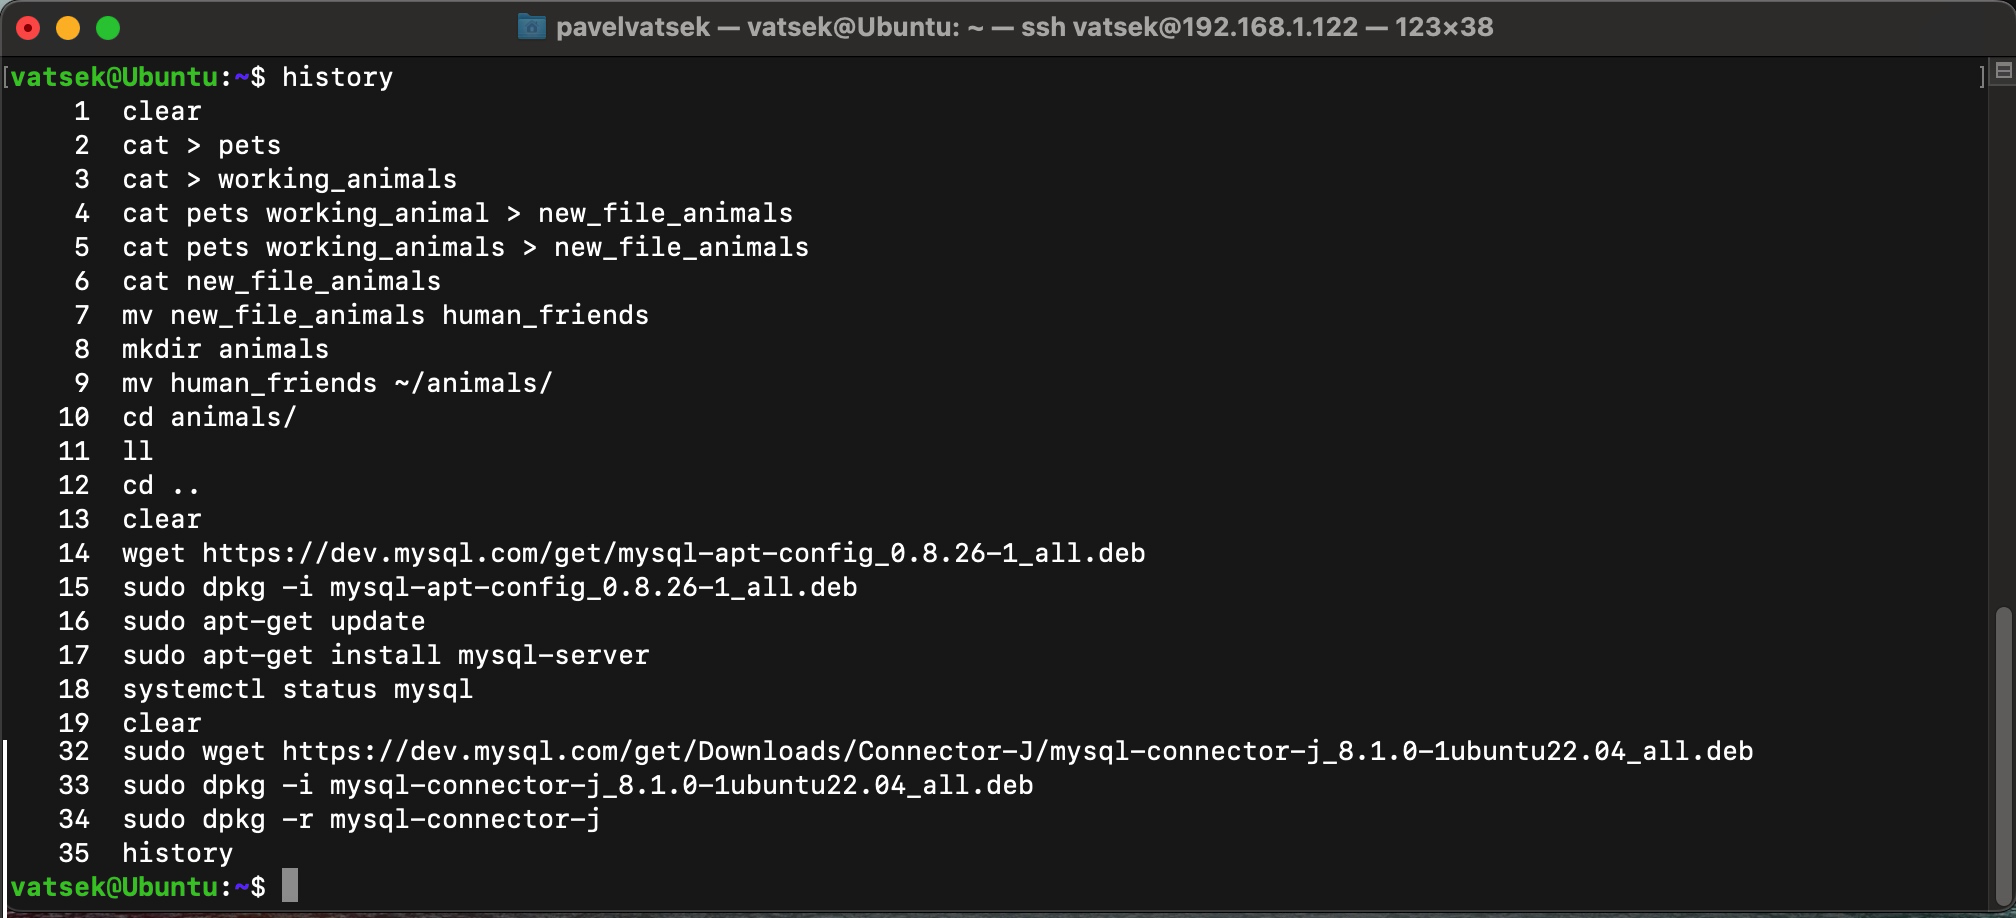 pavelvatsek — vatsek@Ubuntu: ~ — ssh vatsek@192.168.1.122 — 123×38
[vatsek@Ubuntu:~$ history ]
1 clear
2 cat > pets
3 cat > working_animals
4 cat pets working_animal > new_file_animals
5 cat pets working_animals > new_file_animals
6 cat new_file_animals
7 mv new_file_animals human_friends
8 mkdir animals
9 mv human_friends ~/animals/
10 cd animals/
11 ll
12 cd ..
13 clear
14 wget https://dev.mysql.com/get/mysql-apt-config_0.8.26-1_all.deb
15 sudo dpkg -i mysql-apt-config_0.8.26-1_all.deb
16 sudo apt-get update
17 sudo apt-get install mysql-server
18 systemctl status mysql
19 clear
32 sudo wget https://dev.mysql.com/get/Downloads/Connector-J/mysql-connector-j_8.1.0-1ubuntu22.04_all.deb
33 sudo dpkg -i mysql-connector-j_8.1.0-1ubuntu22.04_all.deb
34 sudo dpkg -r mysql-connector-j
35 history
vatsek@Ubuntu:~$